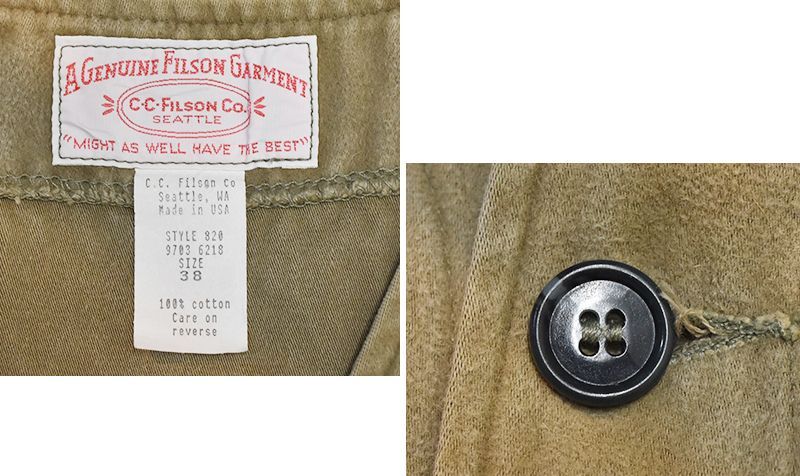 A GENUINE FILSON GARMENT
C·C·FILSON Co.
SEATTLE
"MIGHT AS WELL HAVE THE BEST"
C.C. Filson Co
Seattle, WA
Made in USA
STYLE 820
9703 6218
SIZE
38
100% cotton
Care on
reverse